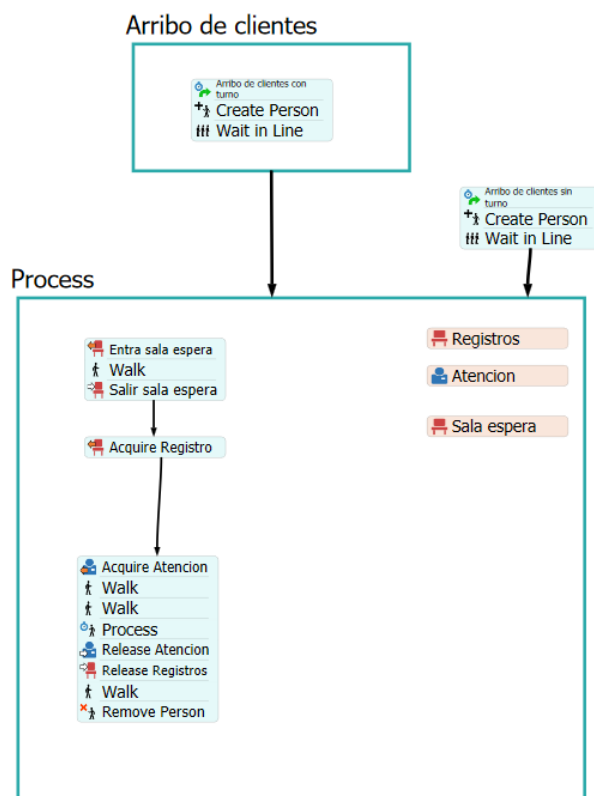 Arribo de clientes
Arribo de clientes con
turno
Create Person
Wait in Line
Arribo de clientes sin
turno
Create Person
Wait in Line
Process
Entra sala espera
Walk
Salir sala espera
Acquire Registro
Acquire Atencion
Walk
Walk
Process
Release Atencion
Release Registros
Walk
Remove Person
Registros
Atencion
Sala espera